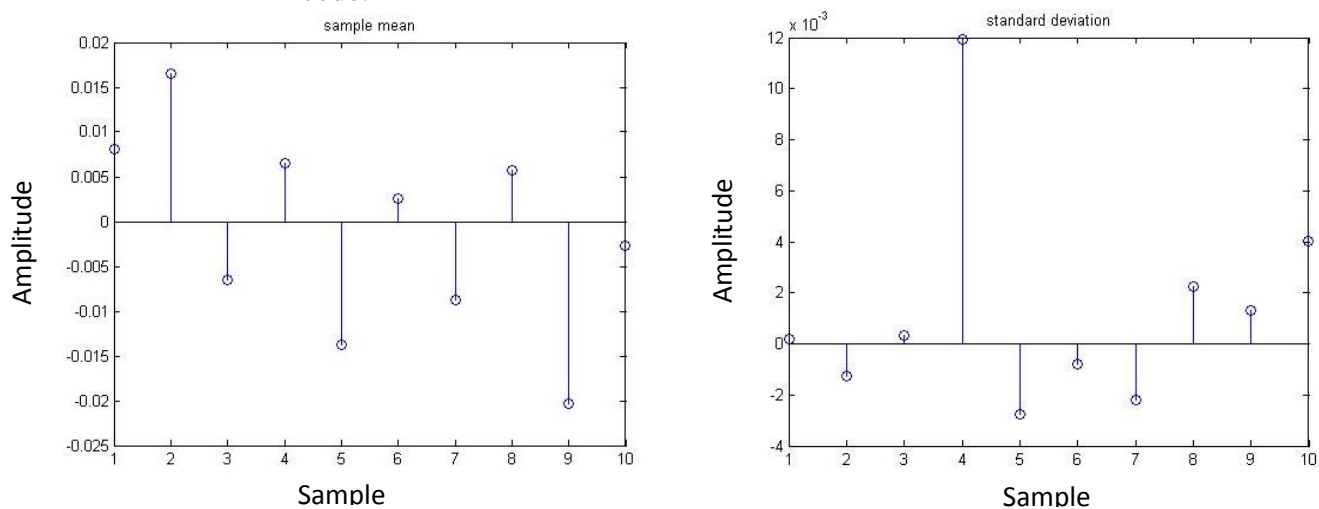 sample mean
0.02
0.015
0.01
0.005
0
-0.005
-0.01
-0.015
-0.02
-0.025
1 2 3 4 5 6 7 8 9 10
Amplitude
Sample
standard deviation
x 10^-3
12
10
8
6
4
2
0
-2
-4
1 2 3 4 5 6 7 8 9 10
Amplitude
Sample